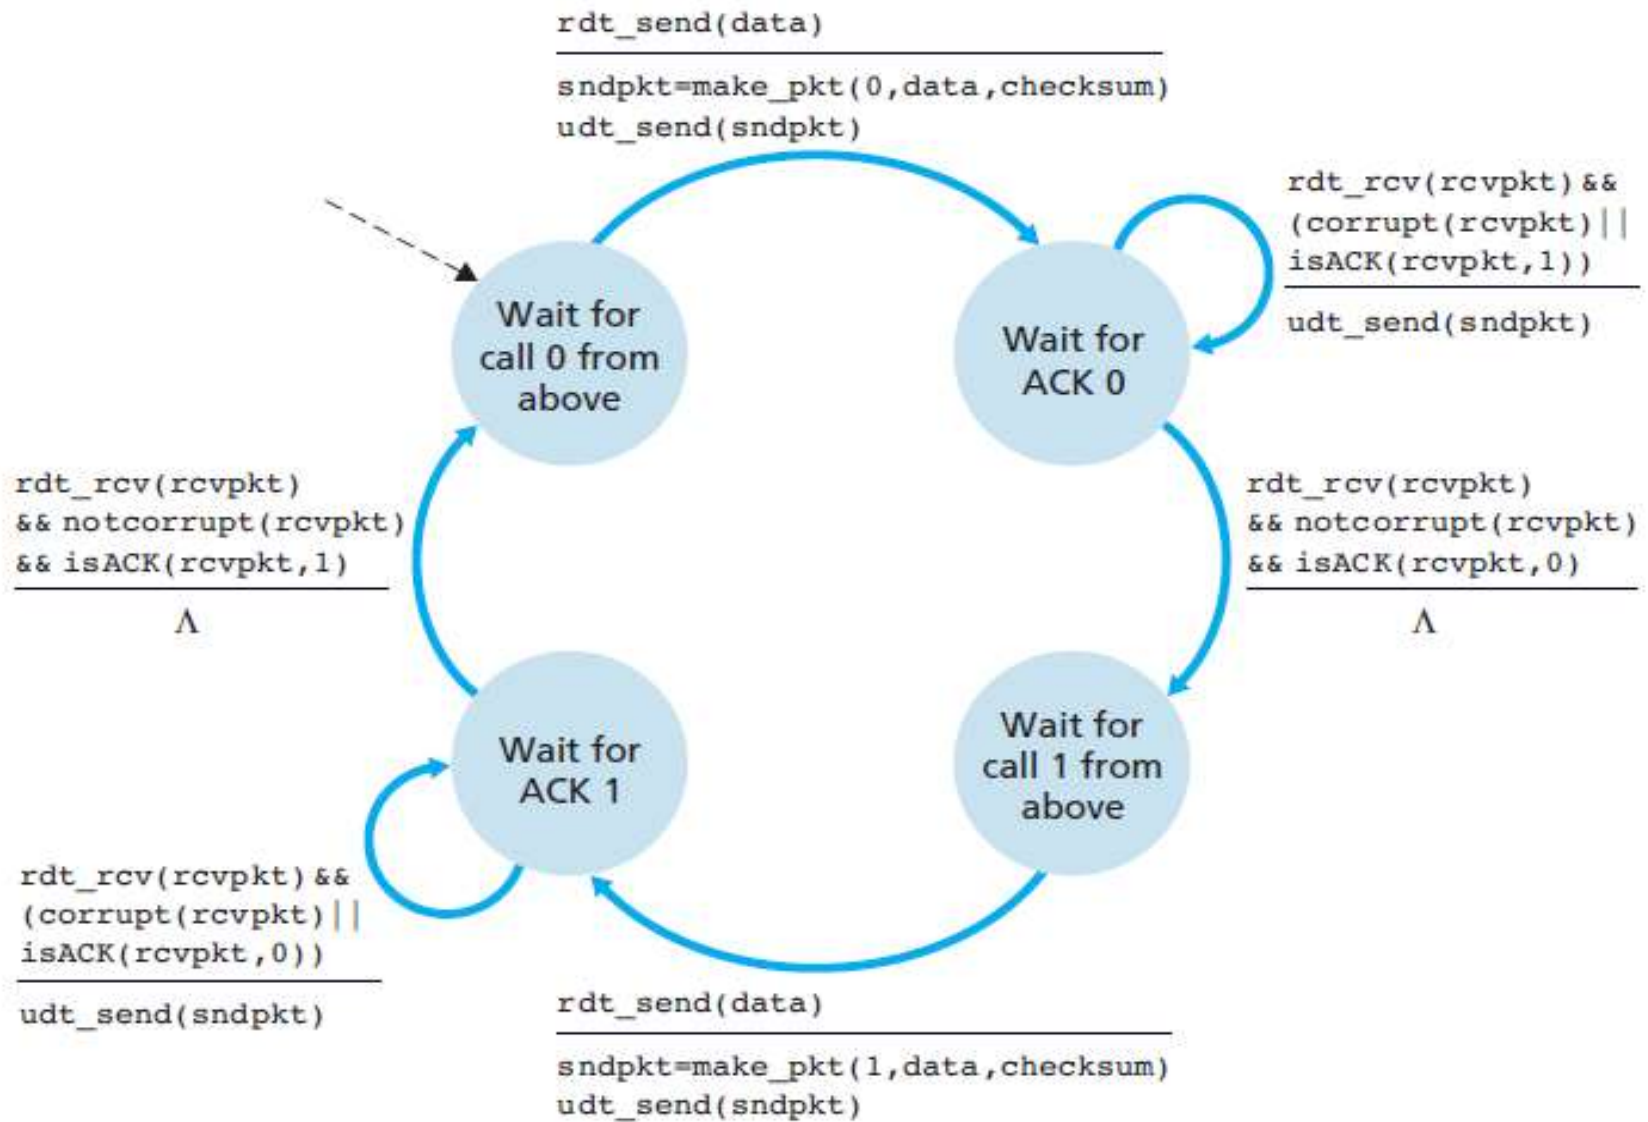 rdt_send(data)
sndpkt=make_pkt(0,data,checksum)
udt_send(sndpkt)
rdt_rcv(rcvpkt)&&
(corrupt(rcvpkt)||
isACK(rcvpkt,1))
udt_send(sndpkt)
Wait for
call 0 from
above
Wait for
ACK 0
rdt_rcv(rcvpkt)
&& notcorrupt(rcvpkt)
&& isACK(rcvpkt,1)
Λ
rdt_rcv(rcvpkt)
&& notcorrupt(rcvpkt)
&& isACK(rcvpkt,0)
Λ
Wait for
ACK 1
Wait for
call 1 from
above
rdt_rcv(rcvpkt)&&
(corrupt(rcvpkt)||
isACK(rcvpkt,0))
udt_send(sndpkt)
rdt_send(data)
sndpkt=make_pkt(1,data,checksum)
udt_send(sndpkt)